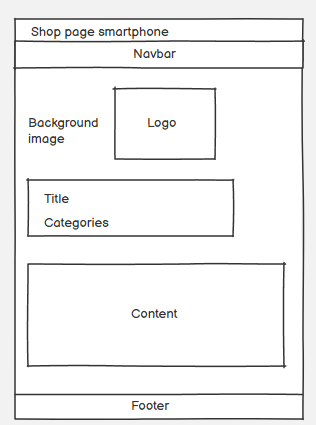 Shop page smartphone
Navbar
Logo
Background
image
Title
Categories
Content
Footer